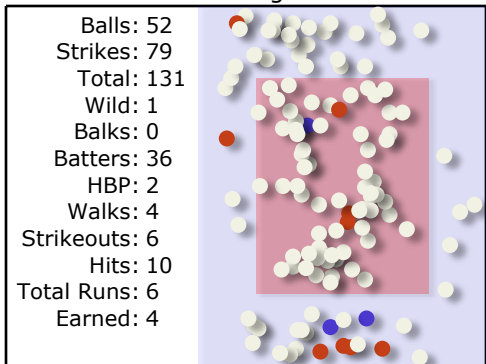 Balls: 52
Strikes: 79
Total: 131
Wild: 1
Balks: 0
Batters: 36
HBP: 2
Walks: 4
Strikeouts: 6
Hits: 10
Total Runs: 6
Earned: 4